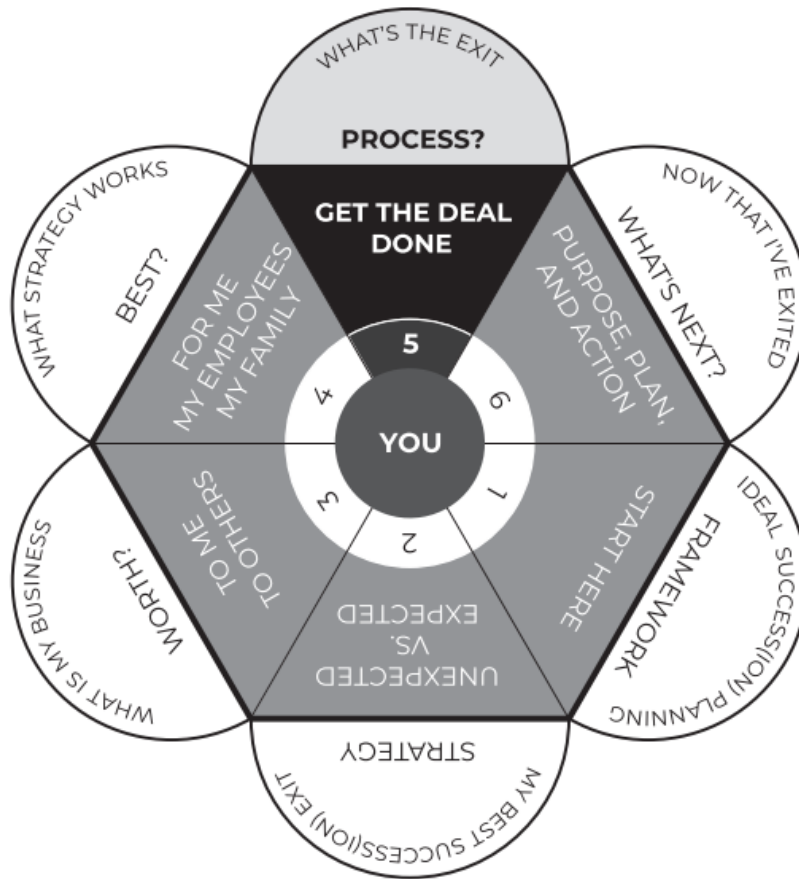 WHAT'S THE EXIT
PROCESS?
GET THE DEAL
DONE
5
NOW THAT I'VE EXITED
WHAT'S NEXT?
PURPOSE, PLAN,
AND ACTION
6
IDEAL SUCCESS(ION) PLANNING
FRAMEWORK
START HERE
1
MY BEST SUCCESS(ION) EXIT
STRATEGY
UNEXPECTED
VS.
EXPECTED
2
WHAT IS MY BUSINESS
WORTH?
TO ME
TO OTHERS
3
WHAT STRATEGY WORKS
BEST?
FOR ME
MY EMPLOYEES
MY FAMILY
4
YOU